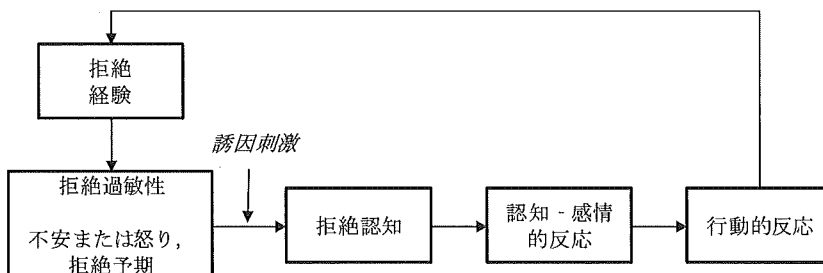 拒絶
経験
誘因刺激
拒絶過敏性
不安または怒り，
拒絶予期
拒絶認知
認知 - 感情
的反応
行動的反応